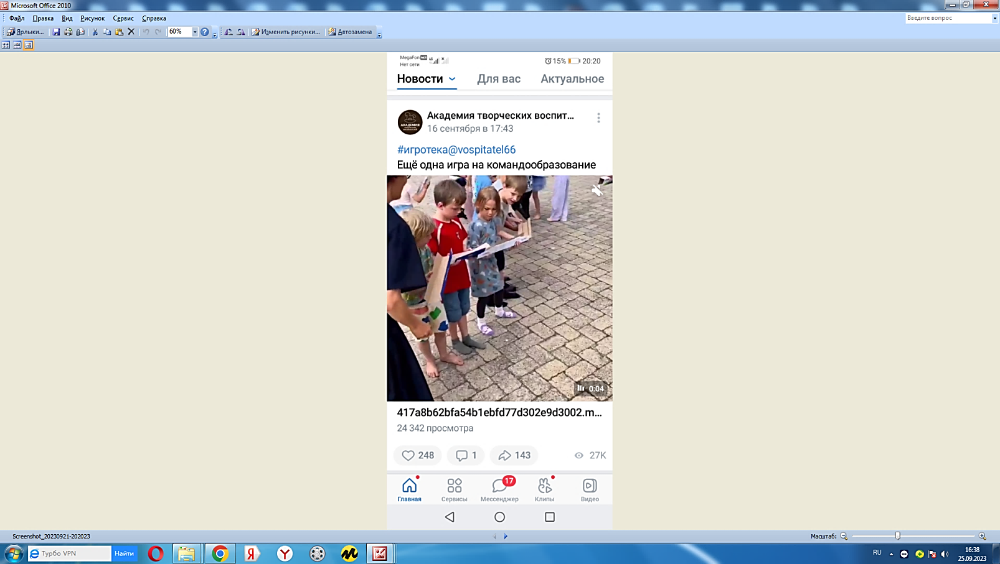 Microsoft Office 2010
Файл Правка Вид Рисунок Сервис Справка
Введите вопрос
Ярлыки... 60% Изменить рисунки... Автозамена
MegaFon
Нет сети
15% 20:20
Новости Для вас Актуальное
АКАДЕМИЯ
Академия творческих воспит...
16 сентября в 17:43
#игротека@vospitatel66
Ещё одна игра на командообразование
0:04
417a8b62bfa54b1ebfd77d302e9d3002.m...
24 342 просмотра
248 1 143 27K
17
Главная Сервисы Мессенджер Клипы Видео
Screenshot_20230921-202023
Масштаб:
Турбо VPN Найти
RU
16:38
25.09.2023